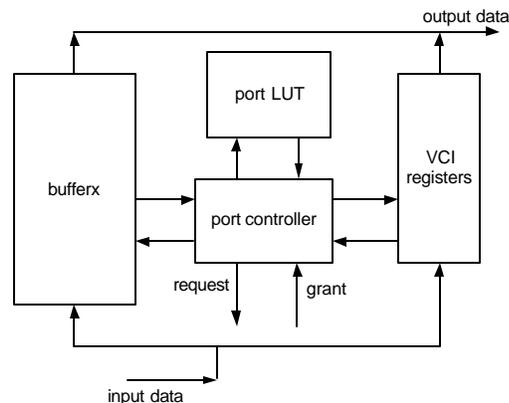 output data
port LUT
VCI
registers
bufferx
port controller
request
grant
input data